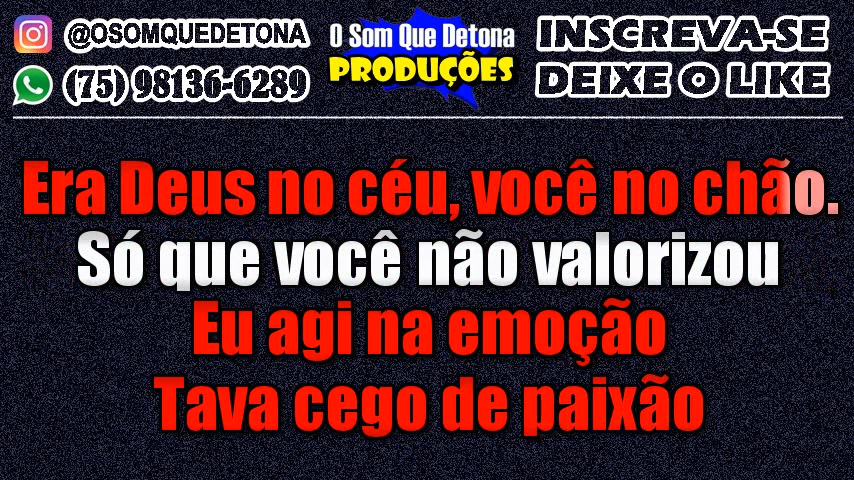 @OSOMQUEDETONA
(75) 98136-6289
O Som Que Detona
PRODUÇÕES
INSCREVA-SE
DEIXE O LIKE
Era Deus no céu, você no chão.
Só que você não valorizou
Eu agi na emoção
Tava cego de paixão